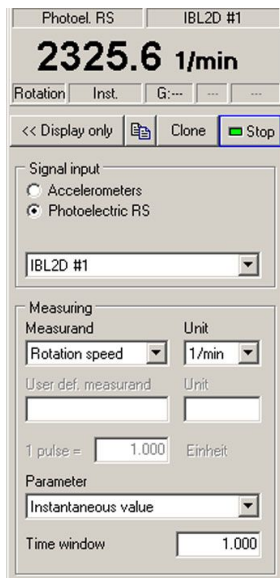 Photoel. RS IBL2D #1
2325.6 1/min
Rotation Inst. G:--- --- ---
<< Display only Clone Stop
Signal input
Accelerometers
Photoelectric RS
IBL2D #1
Measuring
Measurand Unit
Rotation speed 1/min
User def. measurand Unit
1 pulse = 1.000 Einheit
Parameter
Instantaneous value
Time window 1.000